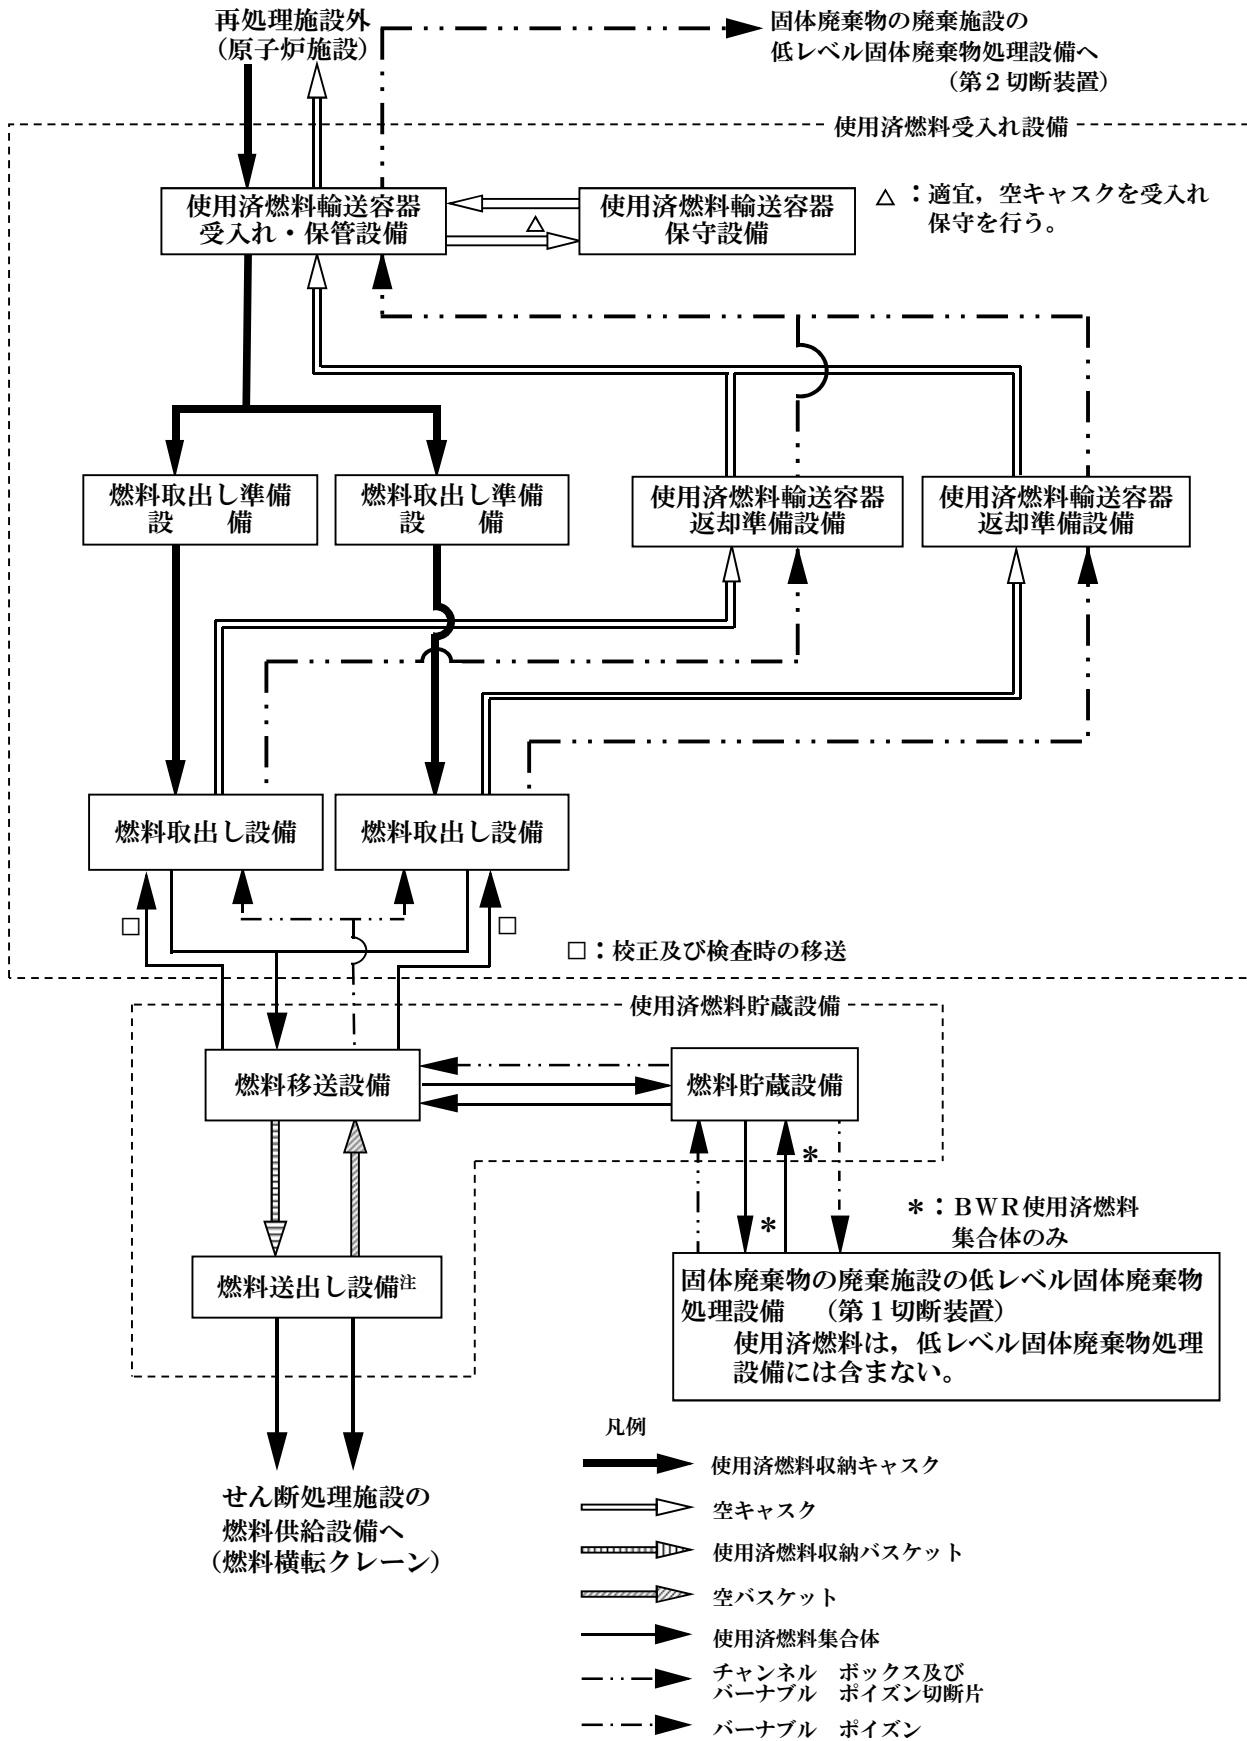 再処理施設外
（原子炉施設）
固体廃棄物の廃棄施設の
低レベル固体廃棄物処理設備へ
（第２切断装置）
使用済燃料受入れ設備
使用済燃料輸送容器
受入れ・保管設備
△
使用済燃料輸送容器
保守設備
△：適宜，空キャスクを受入れ
保守を行う。
燃料取出し準備
設　　備
燃料取出し準備
設　　備
使用済燃料輸送容器
返却準備設備
使用済燃料輸送容器
返却準備設備
燃料取出し設備
燃料取出し設備
□
□
□：校正及び検査時の移送
使用済燃料貯蔵設備
燃料移送設備
燃料貯蔵設備
＊
＊
＊：ＢＷＲ使用済燃料
集合体のみ
燃料送出し設備注
固体廃棄物の廃棄施設の低レベル固体廃棄物
処理設備　（第１切断装置）
使用済燃料は，低レベル固体廃棄物処理
設備には含まない。
せん断処理施設の
燃料供給設備へ
（燃料横転クレーン）
凡例
使用済燃料収納キャスク
空キャスク
使用済燃料収納バスケット
空バスケット
使用済燃料集合体
チャンネル　ボックス及び
バーナブル　ポイズン切断片
バーナブル　ポイズン